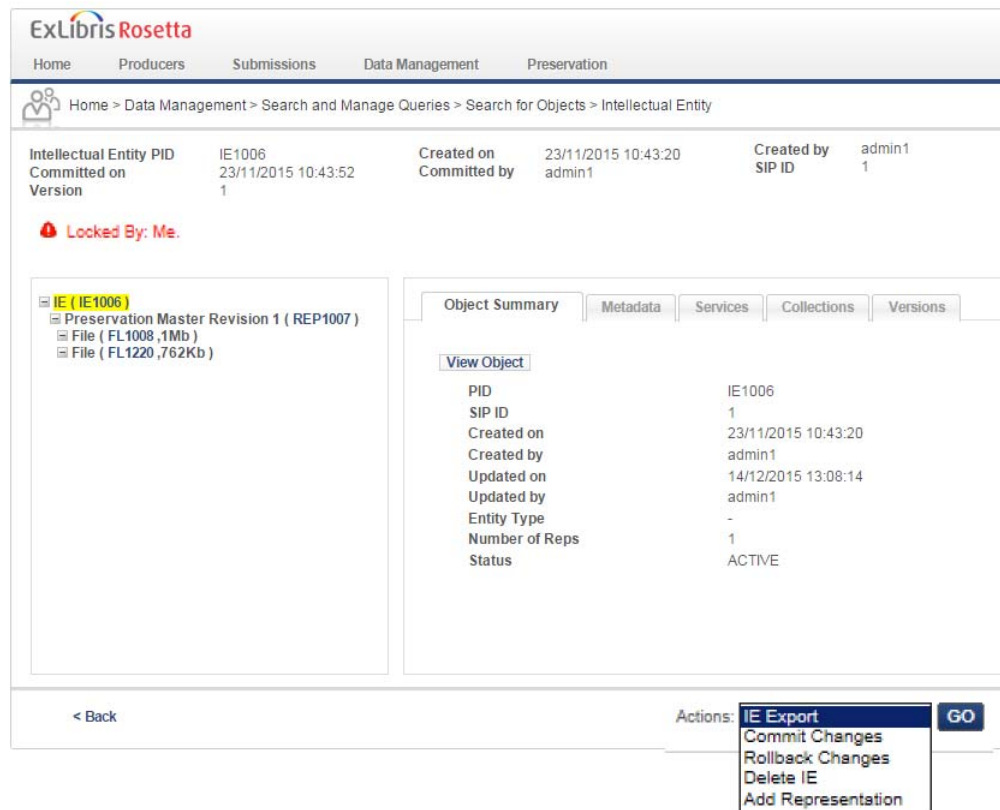 ExLibris Rosetta
Home Producers Submissions Data Management Preservation
Home > Data Management > Search and Manage Queries > Search for Objects > Intellectual Entity
Intellectual Entity PID IE1006 Created on 23/11/2015 10:43:20 Created by admin1
Committed on 23/11/2015 10:43:52 Committed by admin1 SIP ID 1
Version 1
Locked By: Me.
IE ( IE1006 )
Preservation Master Revision 1 ( REP1007 )
File ( FL1008 ,1Mb )
File ( FL1220 ,762Kb )
Object Summary Metadata Services Collections Versions
View Object
PID IE1006
SIP ID 1
Created on 23/11/2015 10:43:20
Created by admin1
Updated on 14/12/2015 13:08:14
Updated by admin1
Entity Type -
Number of Reps 1
Status ACTIVE
< Back Actions: IE Export GO
Commit Changes
Rollback Changes
Delete IE
Add Representation